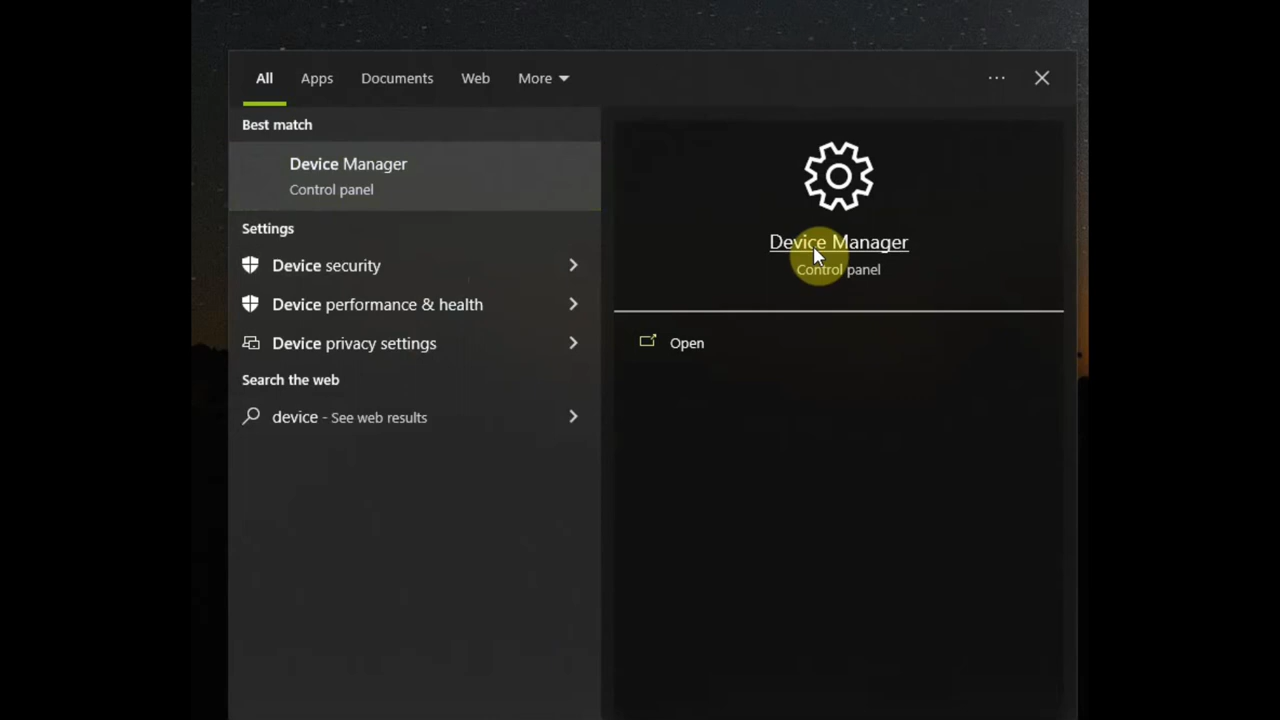 All Apps Documents Web More
Best match
Device Manager
Control panel
Settings
Device security
Device performance & health
Device privacy settings
Search the web
device - See web results
Device Manager
Control panel
Open